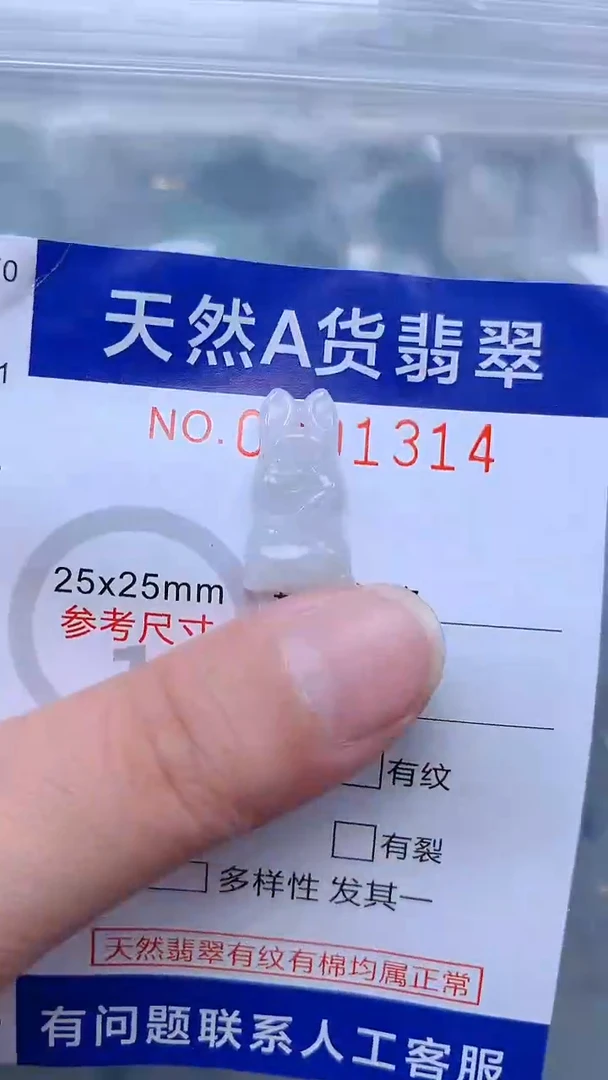 天然A货翡翠
NO. 1314
25x25mm
参考尺寸
有纹
有裂
多样性 发其一
天然翡翠有纹有棉均属正常
有问题联系人工客服